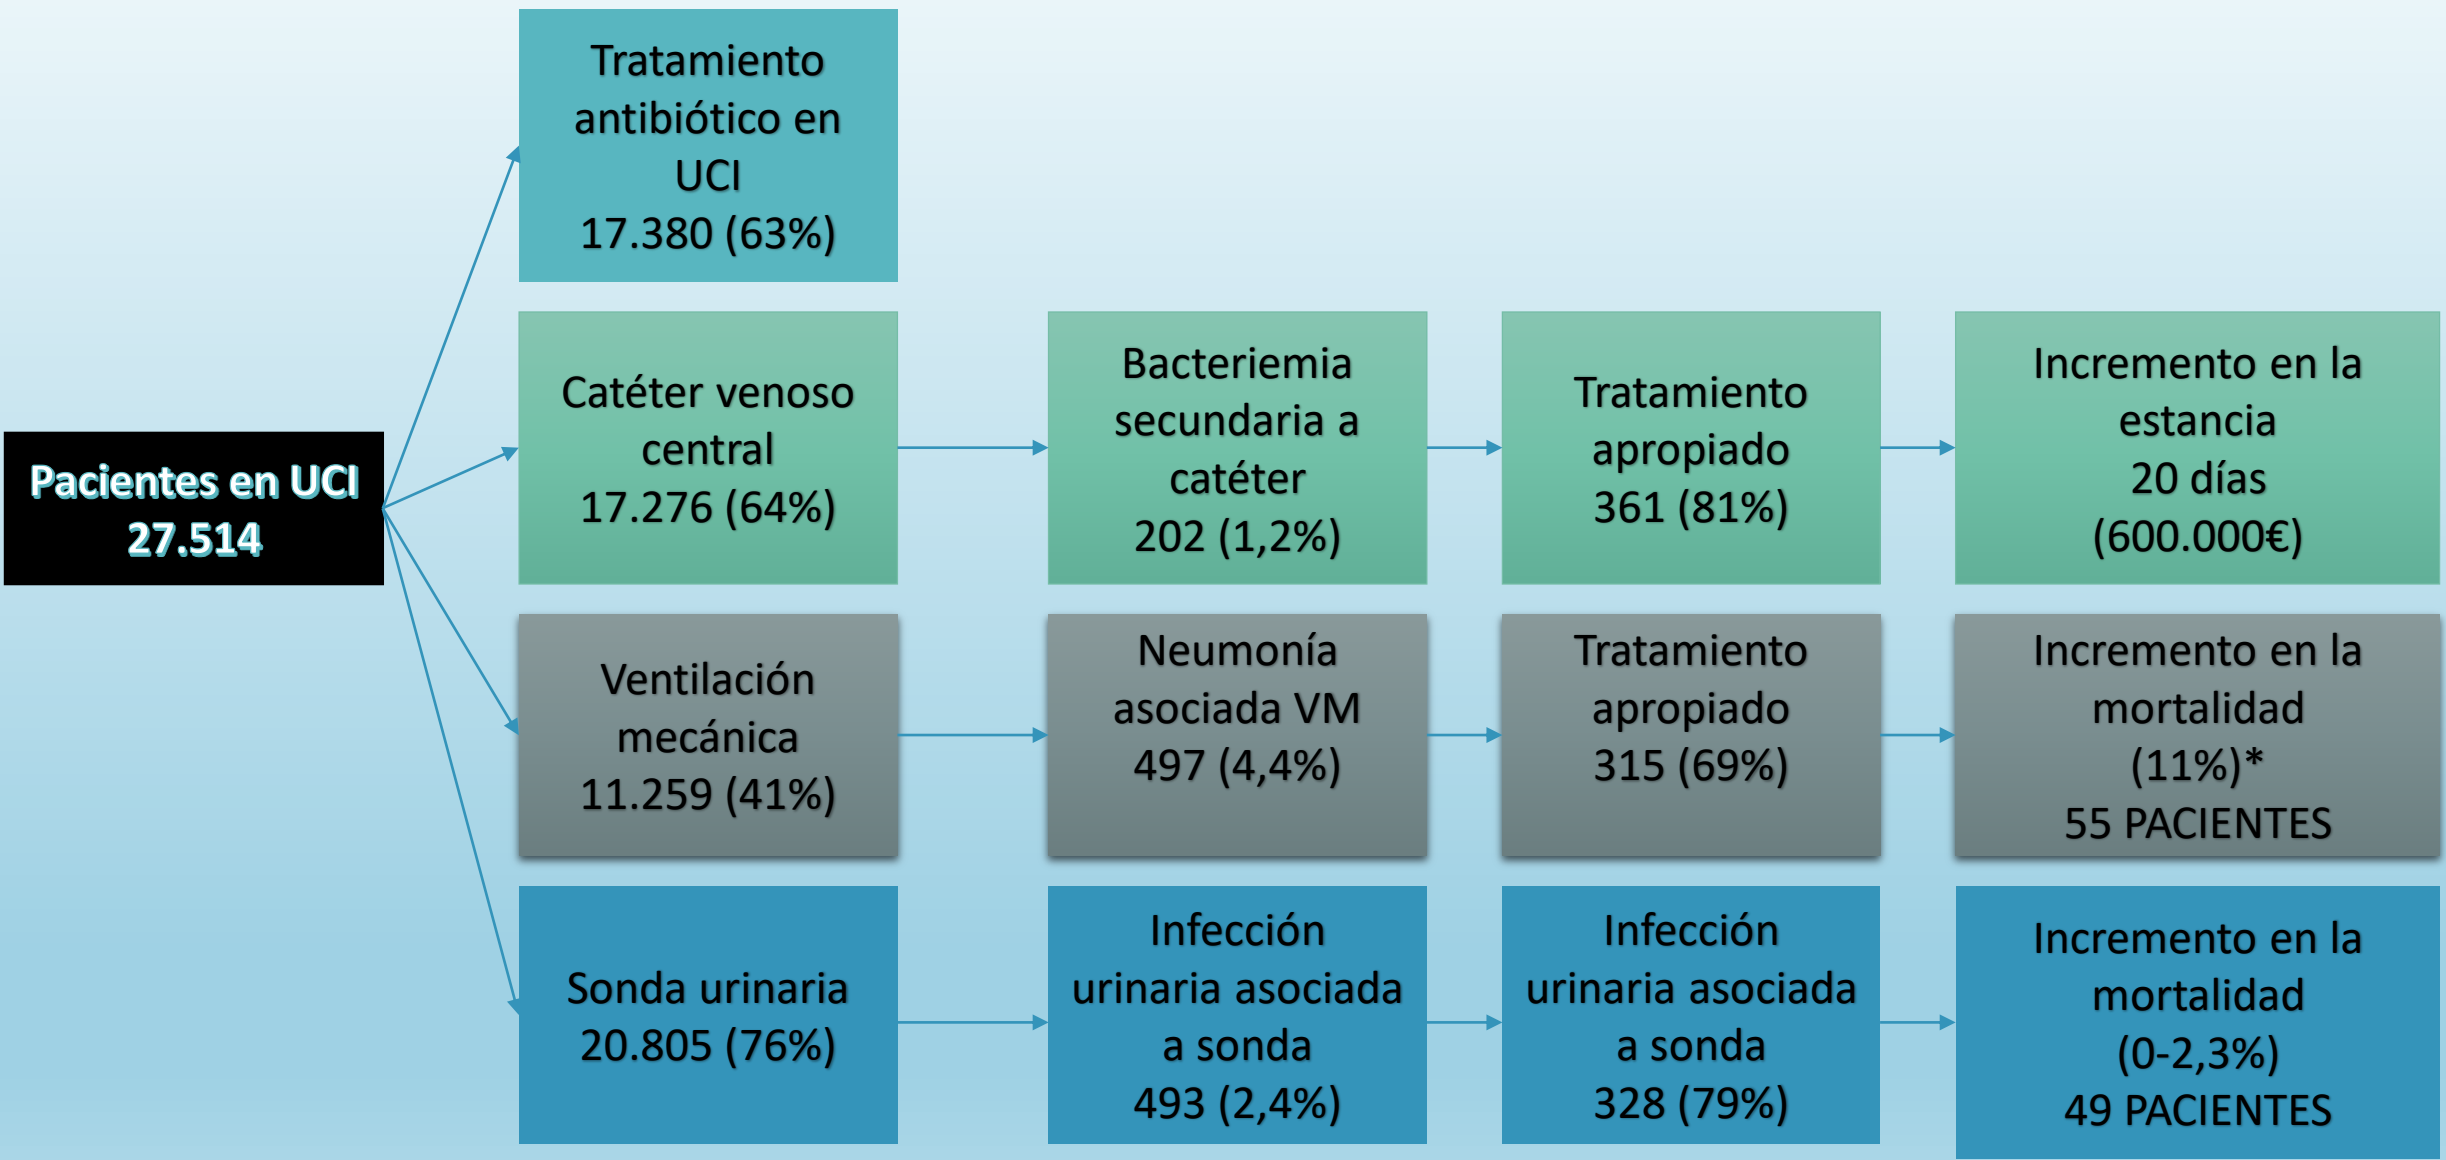 Pacientes en UCI
27.514
Tratamiento
antibiótico en
UCI
17.380 (63%)
Catéter venoso
central
17.276 (64%)
Bacteriemia
secundaria a
catéter
202 (1,2%)
Tratamiento
apropiado
361 (81%)
Incremento en la
estancia
20 días
(600.000€)
Ventilación
mecánica
11.259 (41%)
Neumonía
asociada VM
497 (4,4%)
Tratamiento
apropiado
315 (69%)
Incremento en la
mortalidad
(11%)*
55 PACIENTES
Sonda urinaria
20.805 (76%)
Infección
urinaria asociada
a sonda
493 (2,4%)
Infección
urinaria asociada
a sonda
328 (79%)
Incremento en la
mortalidad
(0-2,3%)
49 PACIENTES